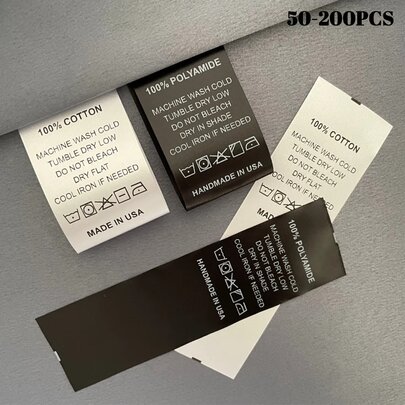 50-200PCS
100% COTTON
MACHINE WASH COLD
TUMBLE DRY LOW
DO NOT BLEACH
DRY FLAT
COOL IRON IF NEEDED
MADE IN USA
100% POLYAMIDE
MACHINE WASH COLD
TUMBLE DRY LOW
DO NOT BLEACH
DRY IN SHADE
COOL IRON IF NEEDED
HANDMADE IN USA
100% COTTON
MACHINE WASH COLD
TUMBLE DRY LOW
DO NOT BLEACH
DRY FLAT
COOL IRON IF NEEDED
MA
100% POLYAMIDE
MACHINE WASH COLD
TUMBLE DRY LOW
DO NOT BLEACH
DRY IN SHADE
COOL IRON IF NEEDED
HANDMADE IN USA